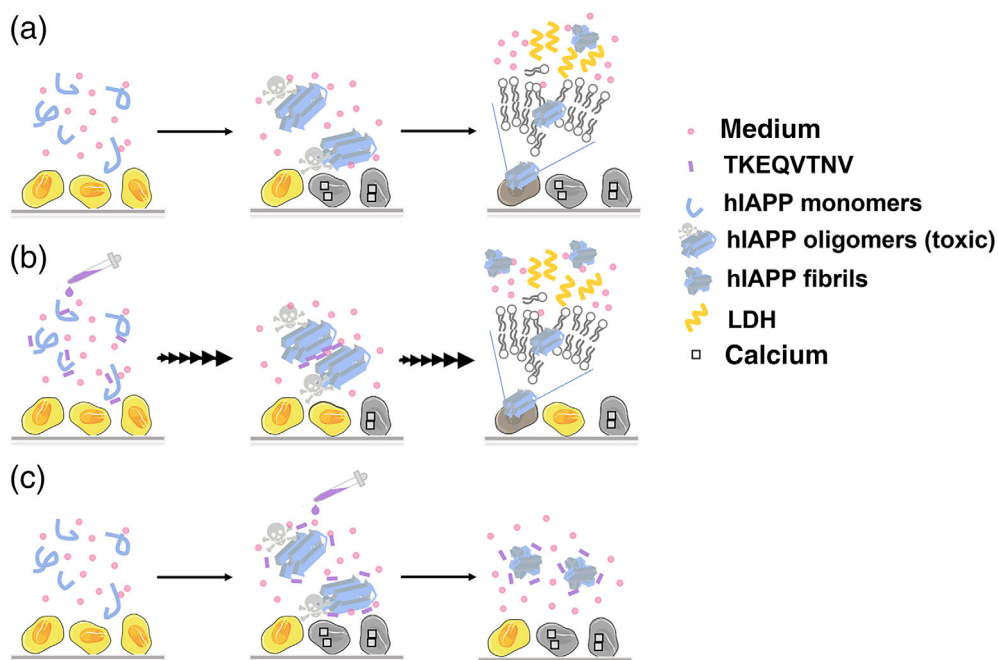 (a)
Medium
TKEQVTNV
hIAPP monomers
hIAPP oligomers (toxic)
hIAPP fibrils
LDH
Calcium
(b)
(c)